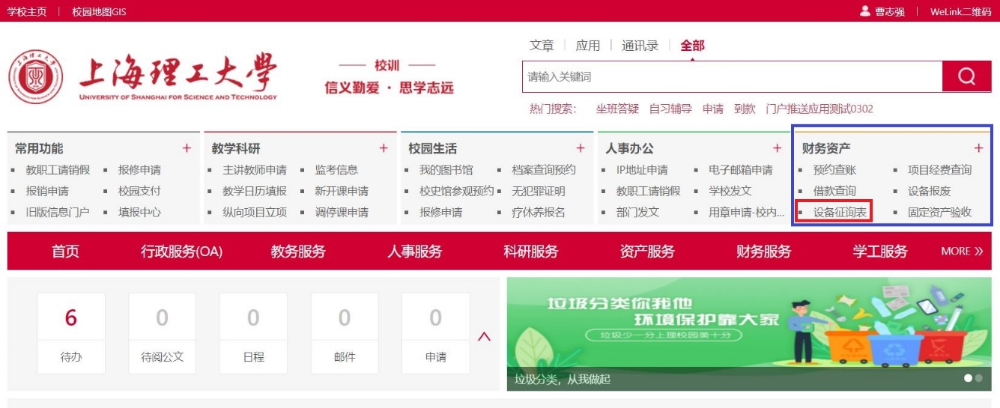 学校主页 校园地图GIS 曹志强 WeLink二维码
文章 应用 通讯录 全部
上海理工大學
UNIVERSITY OF SHANGHAI FOR SCIENCE AND TECHNOLOGY
校训
信义勤爱 · 思学志远
请输入关键词
热门搜索： 坐班答疑 自习辅导 申请 到款 门户推送应用测试0302
常用功能 + 教学科研 + 校园生活 + 人事办公 + 财务资产 +
教职工请销假 报修申请 主讲教师申请 监考信息 我的图书馆 档案查询预约 IP地址申请 电子邮箱申请 预约查账 项目经费查询
报销申请 校园支付 教学日历填报 新开课申请 校史馆参观预约 无犯罪证明 教职工请销假 学校发文 借款查询 设备报废
旧版信息门户 填报中心 纵向项目立项 调停课申请 报修申请 疗休养报名 部门发文 用章申请-校内... 设备征询表 固定资产验收
首页 行政服务(OA) 教务服务 人事服务 科研服务 资产服务 财务服务 学工服务 MORE »
6 0 0 0 0
待办 待阅公文 日程 邮件 申请
垃圾分类你我他
环境保护靠大家
垃圾少一分上理校园美十分
垃圾分类，从我做起